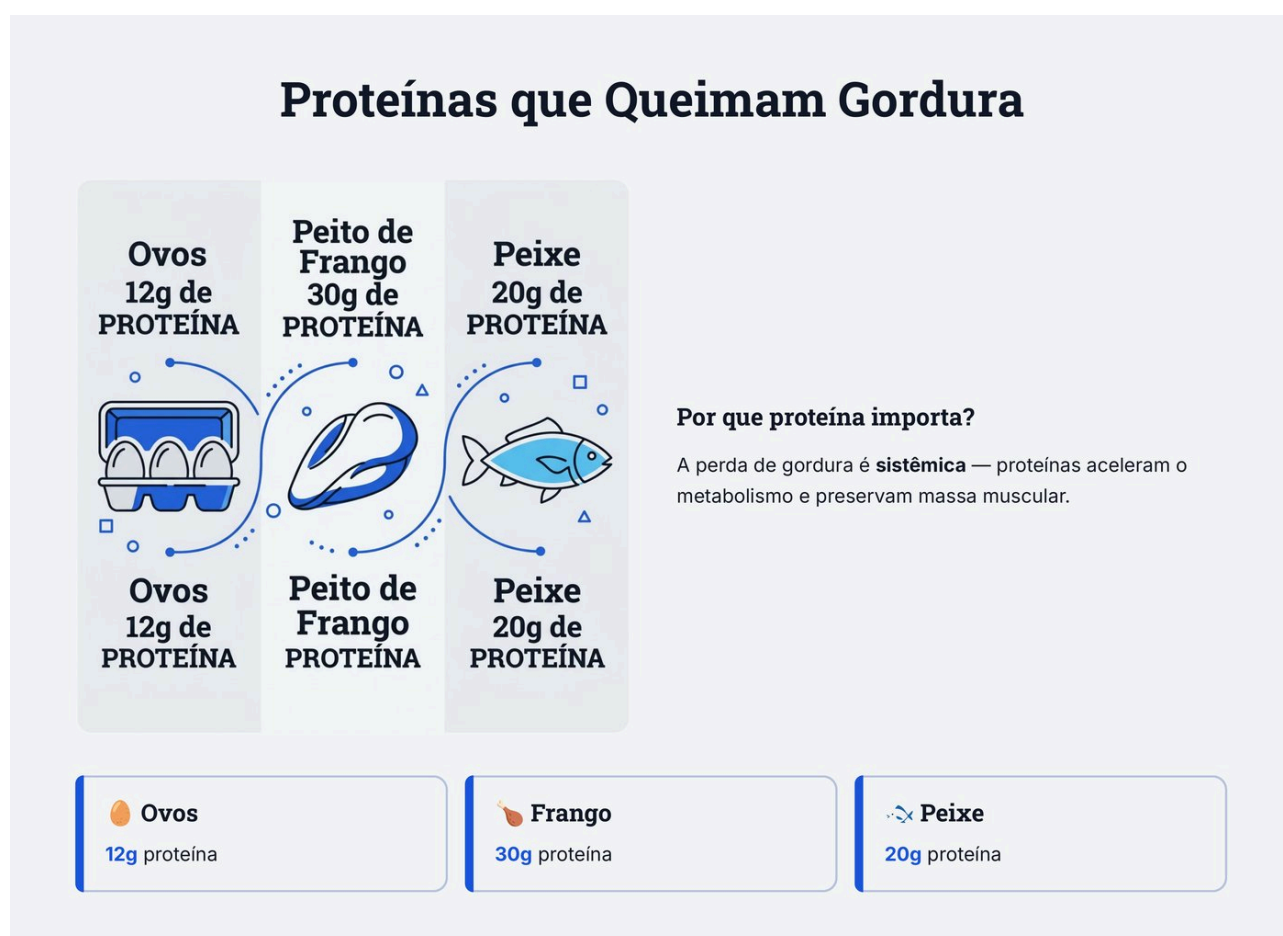 Proteínas que Queimam Gordura
Ovos
12g de
PROTEÍNA
Peito de
Frango
30g de
PROTEÍNA
Peixe
20g de
PROTEÍNA
Ovos
12g de
PROTEÍNA
Peito de
Frango
PROTEÍNA
Peixe
20g de
PROTEÍNA
Por que proteína importa?
A perda de gordura é sistêmica — proteínas aceleram o
metabolismo e preservam massa muscular.
Ovos
12g proteína
Frango
30g proteína
Peixe
20g proteína